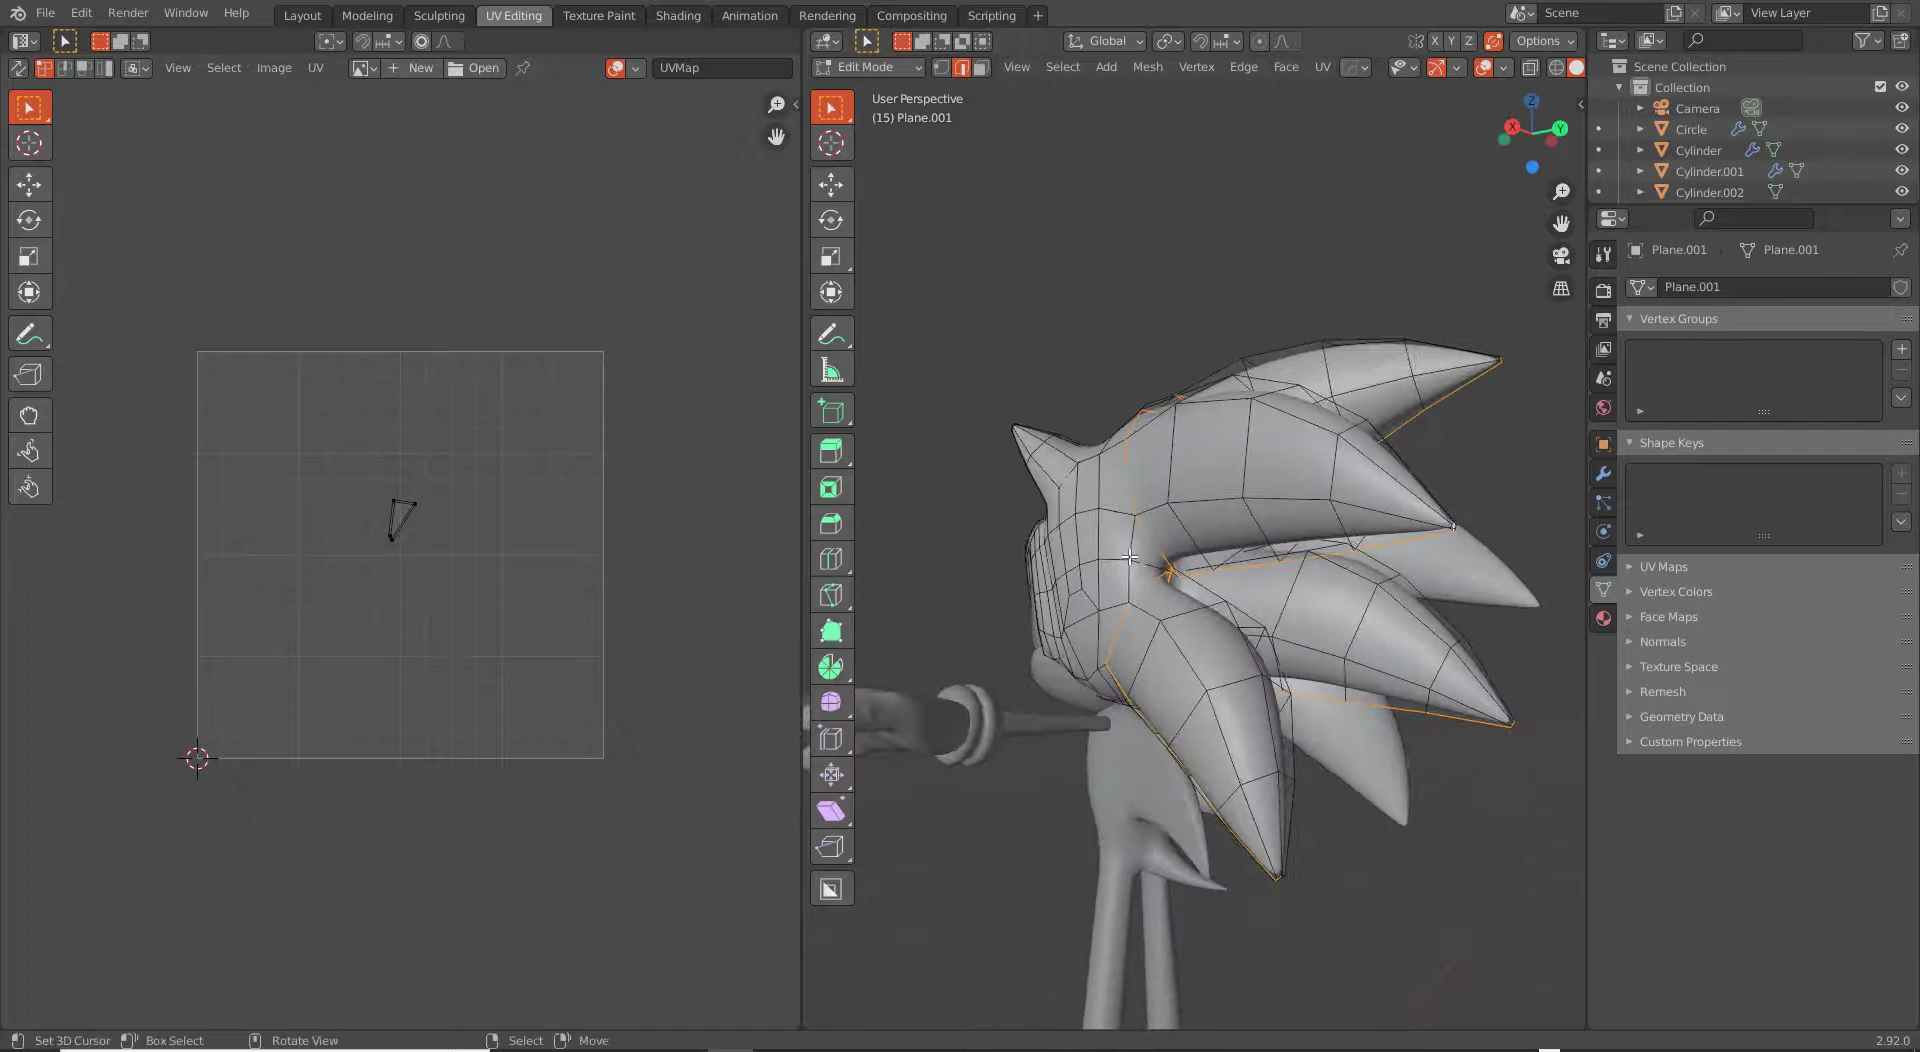 File Edit Render Window Help Layout Modeling Sculpting UV Editing Texture Paint Shading Animation Rendering Compositing Scripting + Scene View Layer
Global X Y Z Options
View Select Image UV New Open UVMap
Edit Mode View Select Add Mesh Vertex Edge Face UV
User Perspective
(15) Plane.001
Z
X
Y
Scene Collection
Collection
Camera
Circle
Cylinder
Cylinder.001
Cylinder.002
Plane.001 Plane.001
Plane.001
Vertex Groups
Shape Keys
UV Maps
Vertex Colors
Face Maps
Normals
Texture Space
Remesh
Geometry Data
Custom Properties
Set 3D Cursor Box Select Rotate View Select Move 2.92.0